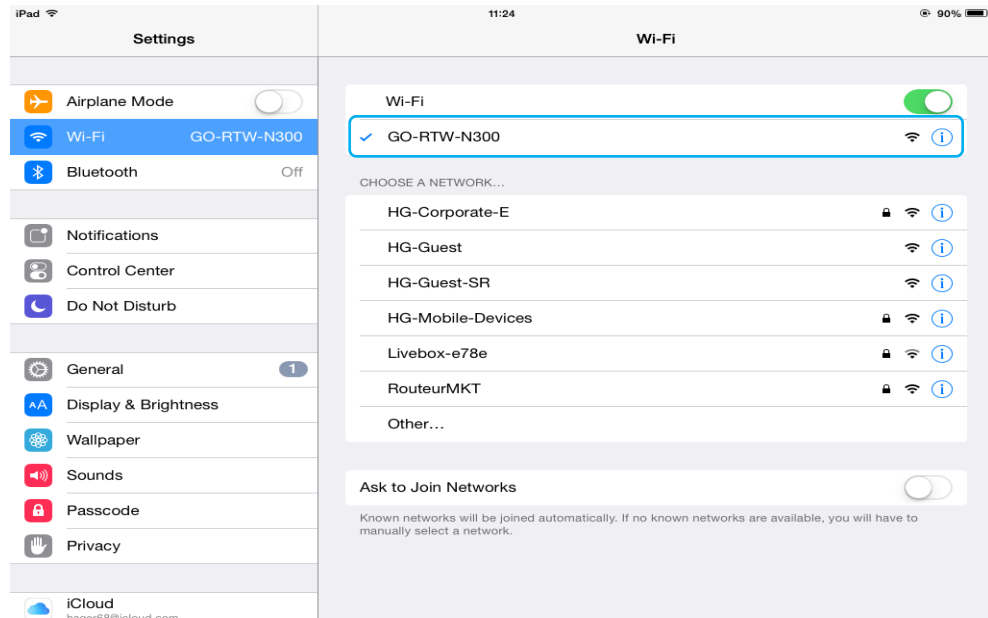 iPad 11:24 90%
Settings
Wi-Fi
Airplane Mode
Wi-Fi GO-RTW-N300
Bluetooth Off
Notifications
Control Center
Do Not Disturb
General 1
AA Display & Brightness
Wallpaper
Sounds
Passcode
Privacy
iCloud
Wi-Fi
GO-RTW-N300
CHOOSE A NETWORK...
HG-Corporate-E
HG-Guest
HG-Guest-SR
HG-Mobile-Devices
Livebox-e78e
RouteurMKT
Other...
Ask to Join Networks
Known networks will be joined automatically. If no known networks are available, you will have to
manually select a network.